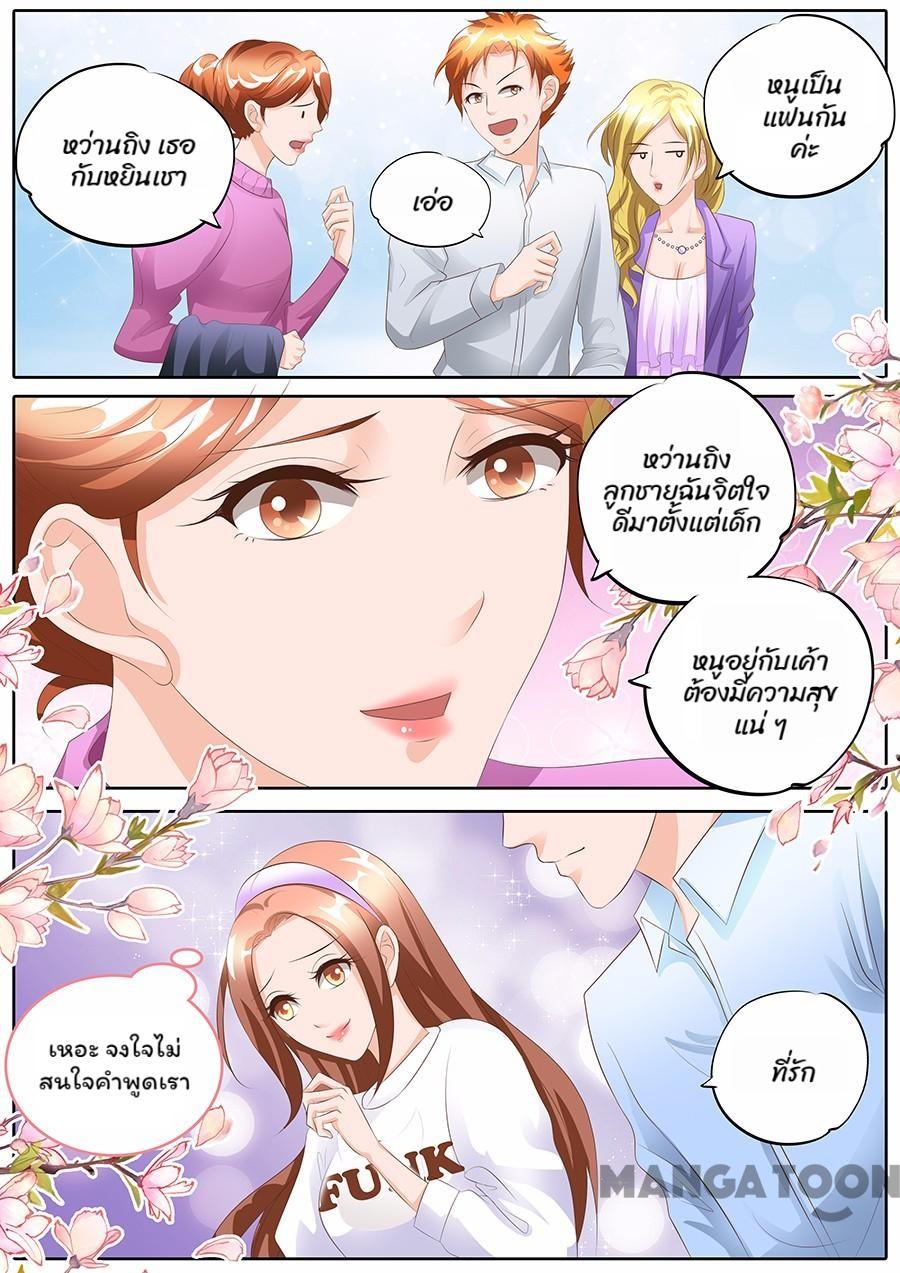 หว่านถิง เธอ
กับหยินเชา
เอ่อ
หนูเป็น
แฟนกัน
ค่ะ
หว่านถิง
ลูกชายฉันจิตใจ
ดีมาตั้งแต่เด็ก
หนูอยู่กับเค้า
ต้องมีความสุข
แน่ ๆ
เหอะ จงใจไม่
สนใจคำพูดเรา
ที่รัก
MANGATOON